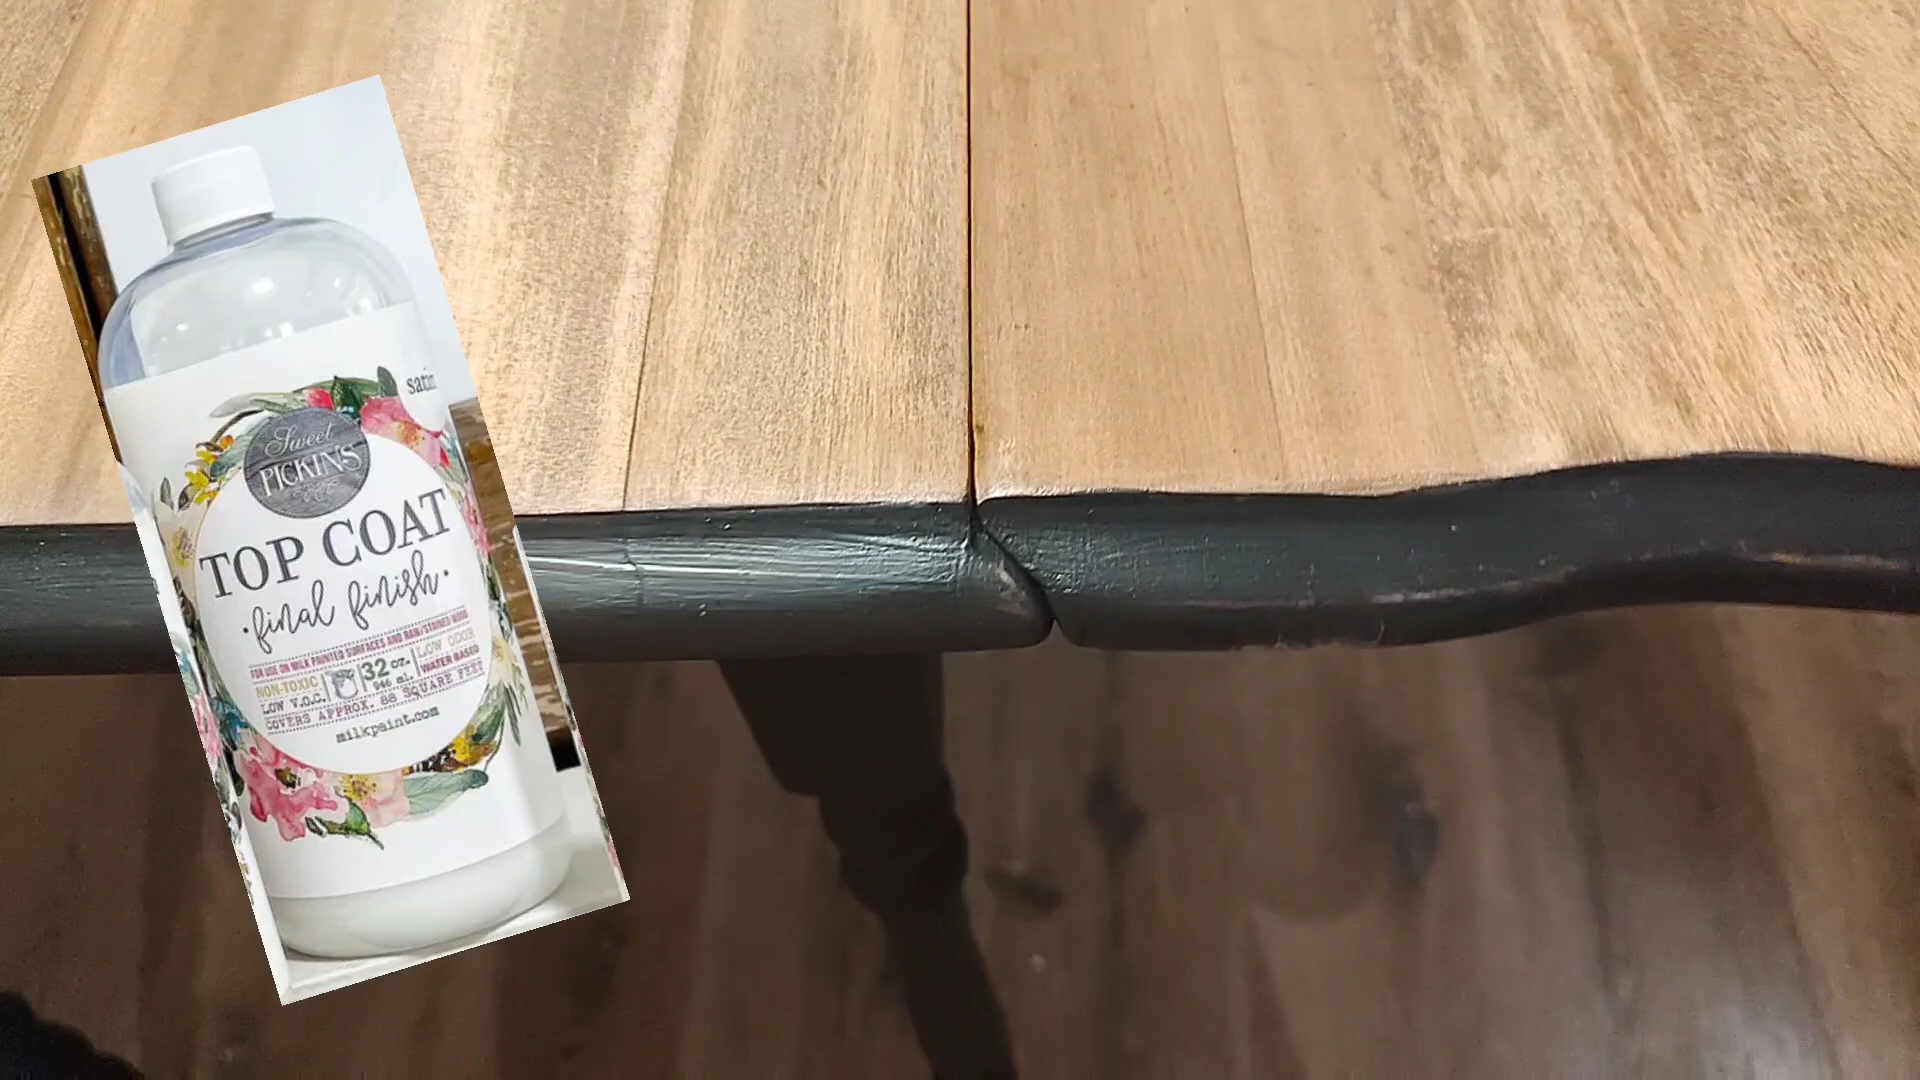 satin
Sweet
PICKINS
TOP COAT
• final finish •
FOR USE ON MILK PAINTED SURFACES AND RAW/STAINED WOOD
NON-TOXIC
LOW V.O.C.
32 oz.
946 mL.
LOW ODOR
WATER BASED
COVERS APPROX. 88 SQUARE FEET
milkpaint.com